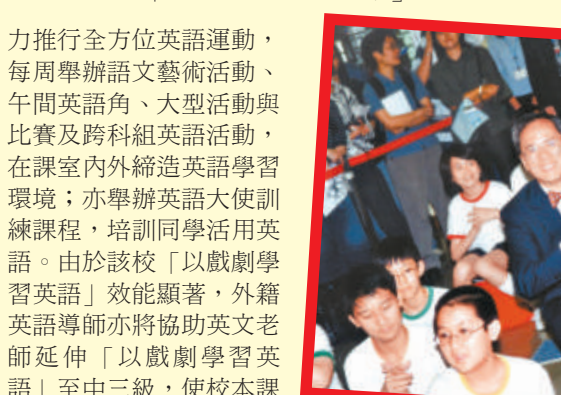 力推行全方位英語運動，
每周舉辦語文藝術活動、
午間英語角、大型活動與
比賽及跨科組英語活動，
在課室內外締造英語學習
環境；亦舉辦英語大使訓
練課程，培訓同學活用英
語。由於該校「以戲劇學
習英語」效能顯著，外籍
英語導師亦將協助英文老
師延伸「以戲劇學習英
語」至中三級，使校本課